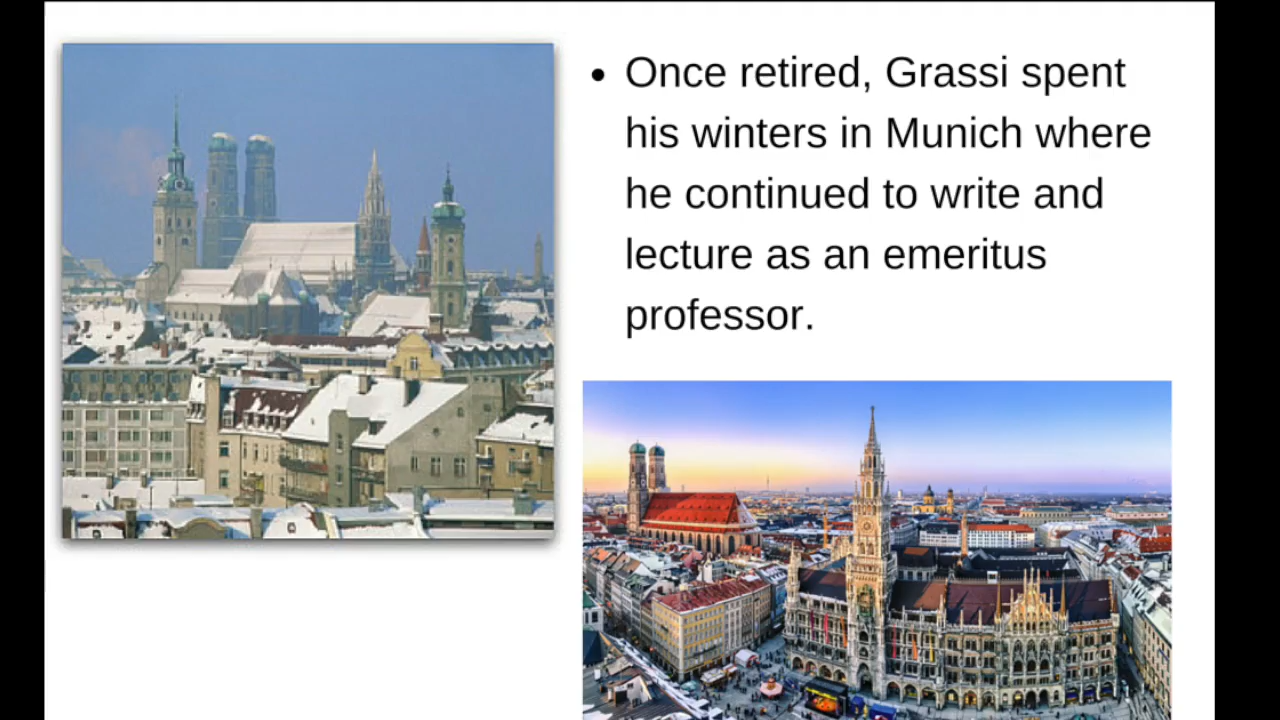 • Once retired, Grassi spent
his winters in Munich where
he continued to write and
lecture as an emeritus
professor.